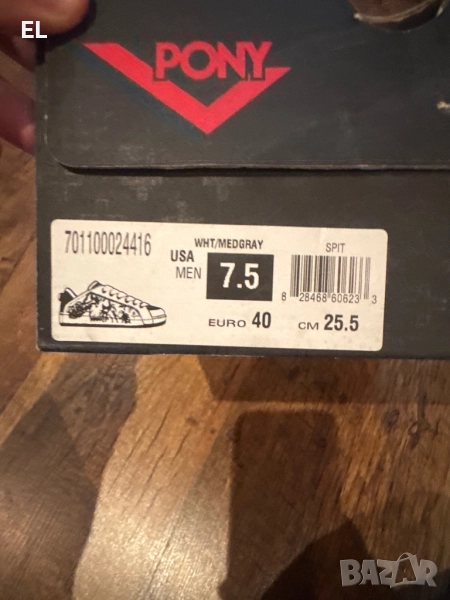 EL
PONY
701100024416
WHT/MEDGRAY
SPIT
USA
MEN
7.5
8 28468 60623 3
EURO 40
CM 25.5
BAZAR